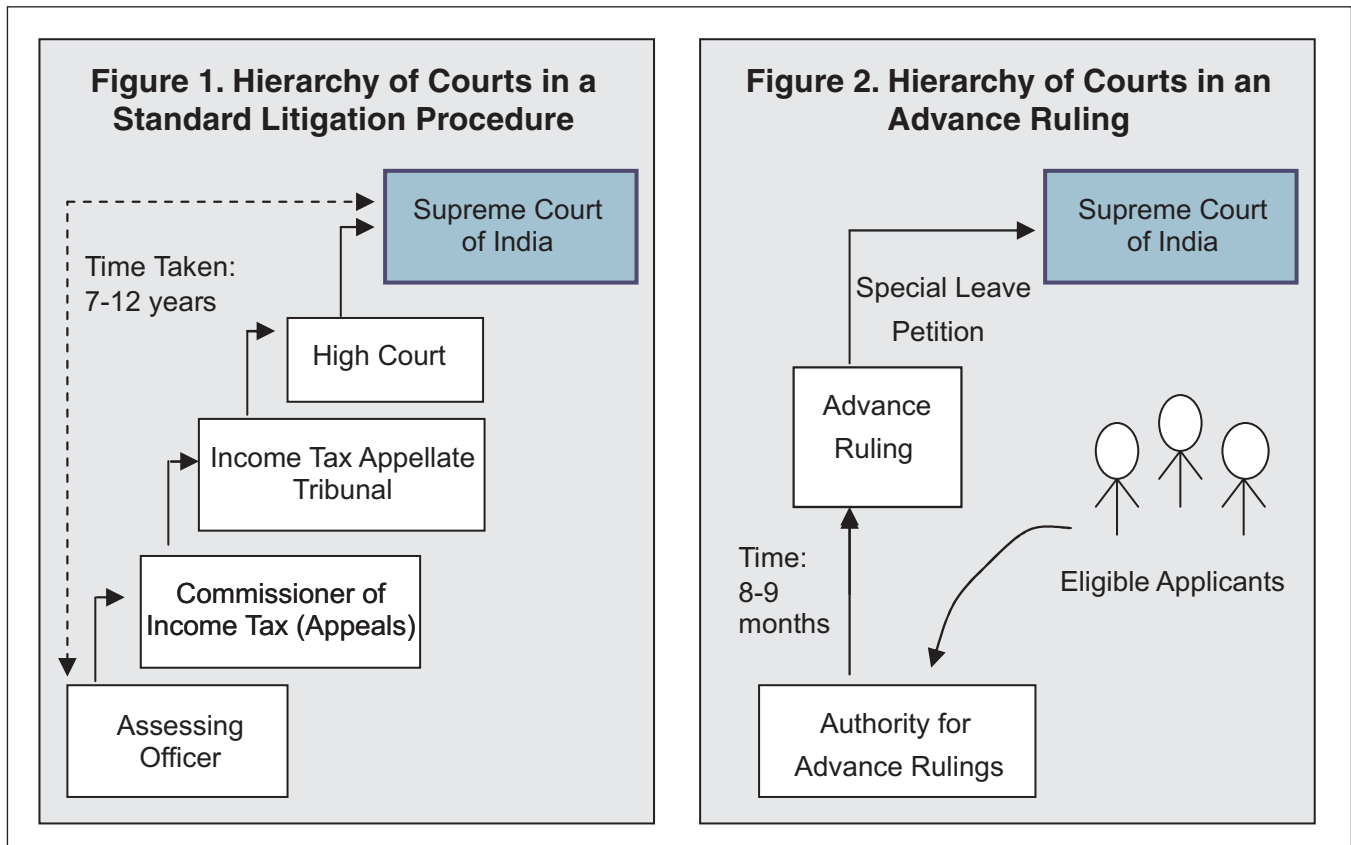 Figure 1. Hierarchy of Courts in a
Standard Litigation Procedure
Supreme Court
of India
Time Taken:
7-12 years
High Court
Income Tax Appellate
Tribunal
Commissioner of
Income Tax (Appeals)
Assessing
Officer
Figure 2. Hierarchy of Courts in an
Advance Ruling
Supreme Court
of India
Special Leave
Petition
Advance
Ruling
Time:
8-9
months
Eligible Applicants
Authority for
Advance Rulings